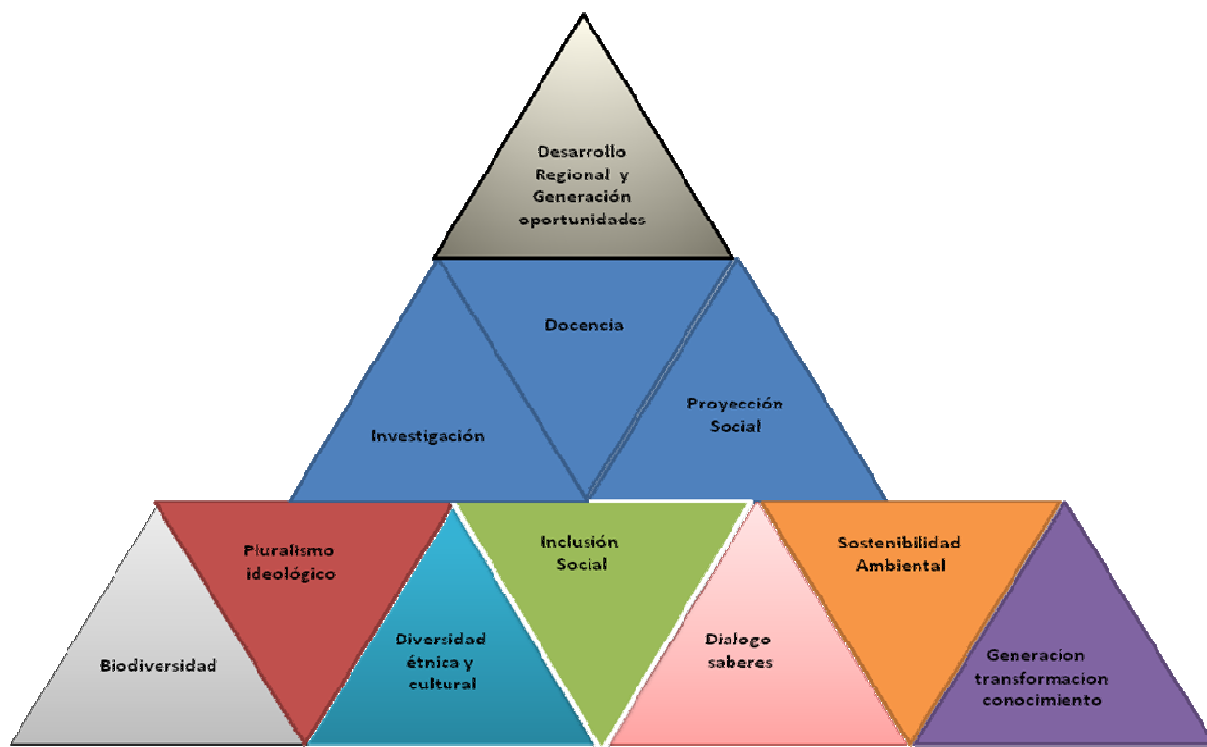 Desarrollo
Regional y
Generación
oportunidades
Docencia
Investigación
Proyección
Social
Biodiversidad
Pluralismo
ideológico
Diversidad
étnica y
cultural
Inclusión
Social
Dialogo
saberes
Sostenibilidad
Ambiental
Generacion
transformacion
conocimiento